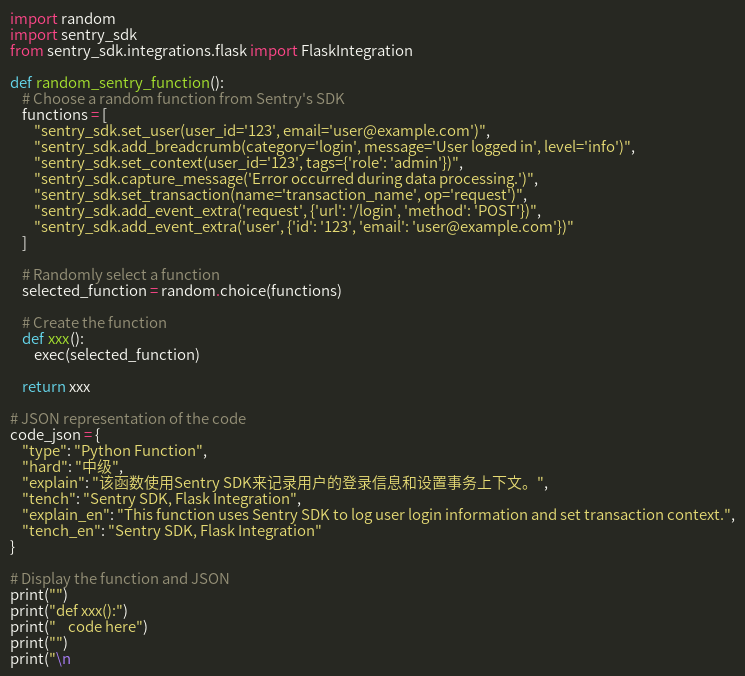 import random
import sentry_sdk
from sentry_sdk.integrations.flask import FlaskIntegration

def random_sentry_function():
    # Choose a random function from Sentry's SDK
    functions = [
        "sentry_sdk.set_user(user_id='123', email='user@example.com')",
        "sentry_sdk.add_breadcrumb(category='login', message='User logged in', level='info')",
        "sentry_sdk.set_context(user_id='123', tags={'role': 'admin'})",
        "sentry_sdk.capture_message('Error occurred during data processing.')",
        "sentry_sdk.set_transaction(name='transaction_name', op='request')",
        "sentry_sdk.add_event_extra('request', {'url': '/login', 'method': 'POST'})",
        "sentry_sdk.add_event_extra('user', {'id': '123', 'email': 'user@example.com'})"
    ]

    # Randomly select a function
    selected_function = random.choice(functions)

    # Create the function
    def xxx():
        exec(selected_function)

    return xxx

# JSON representation of the code
code_json = {
    "type": "Python Function",
    "hard": "中级",
    "explain": "该函数使用Sentry SDK来记录用户的登录信息和设置事务上下文。",
    "tench": "Sentry SDK, Flask Integration",
    "explain_en": "This function uses Sentry SDK to log user login information and set transaction context.",
    "tench_en": "Sentry SDK, Flask Integration"
}

# Display the function and JSON
print("")
print("def xxx():")
print("    code here")
print("")
print("\n